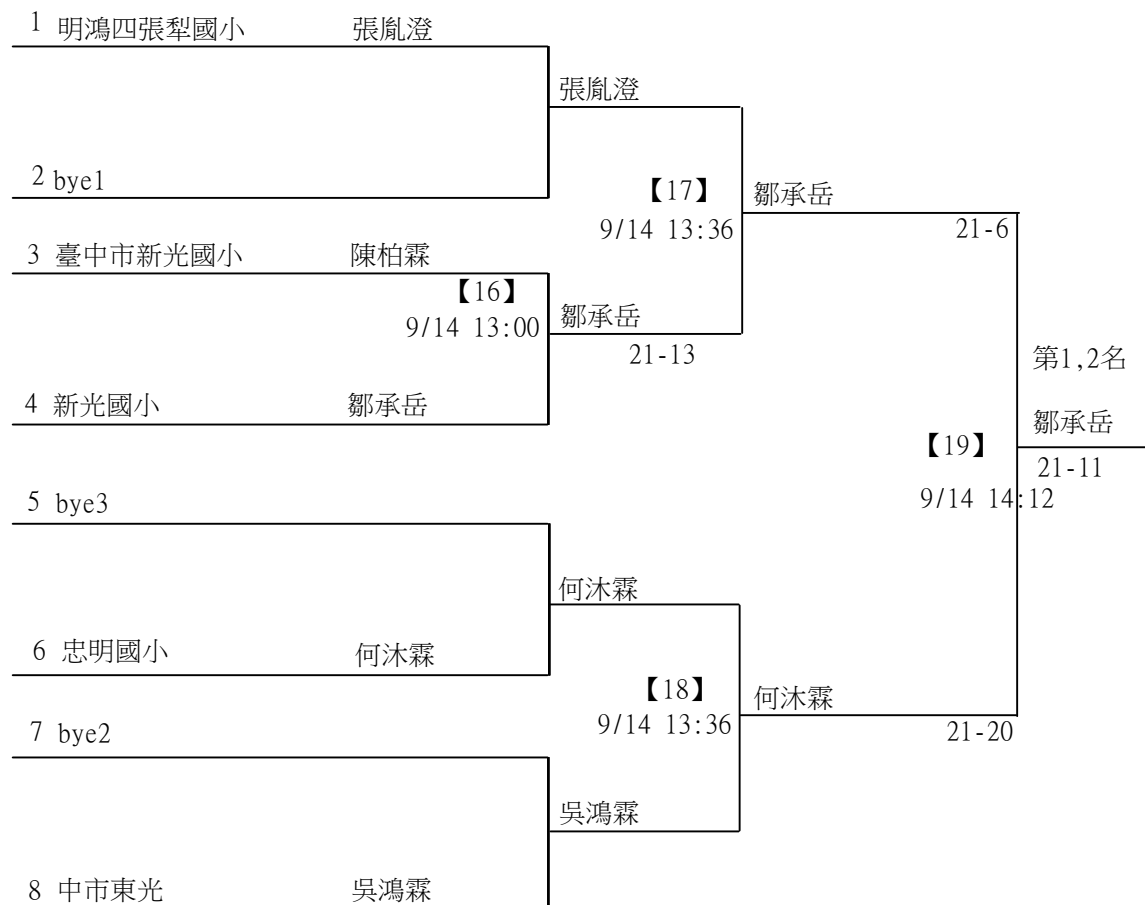 1 明鴻四張犁國小 張胤澄
張胤澄
2 bye1
【17】
9/14 13:36
鄒承岳
21-6
3 臺中市新光國小 陳柏霖
【16】
9/14 13:00
鄒承岳
21-13
4 新光國小 鄒承岳
第1,2名
鄒承岳
21-11
【19】
9/14 14:12
5 bye3
何沐霖
6 忠明國小 何沐霖
【18】
9/14 13:36
何沐霖
21-20
7 bye2
吳鴻霖
8 中市東光 吳鴻霖